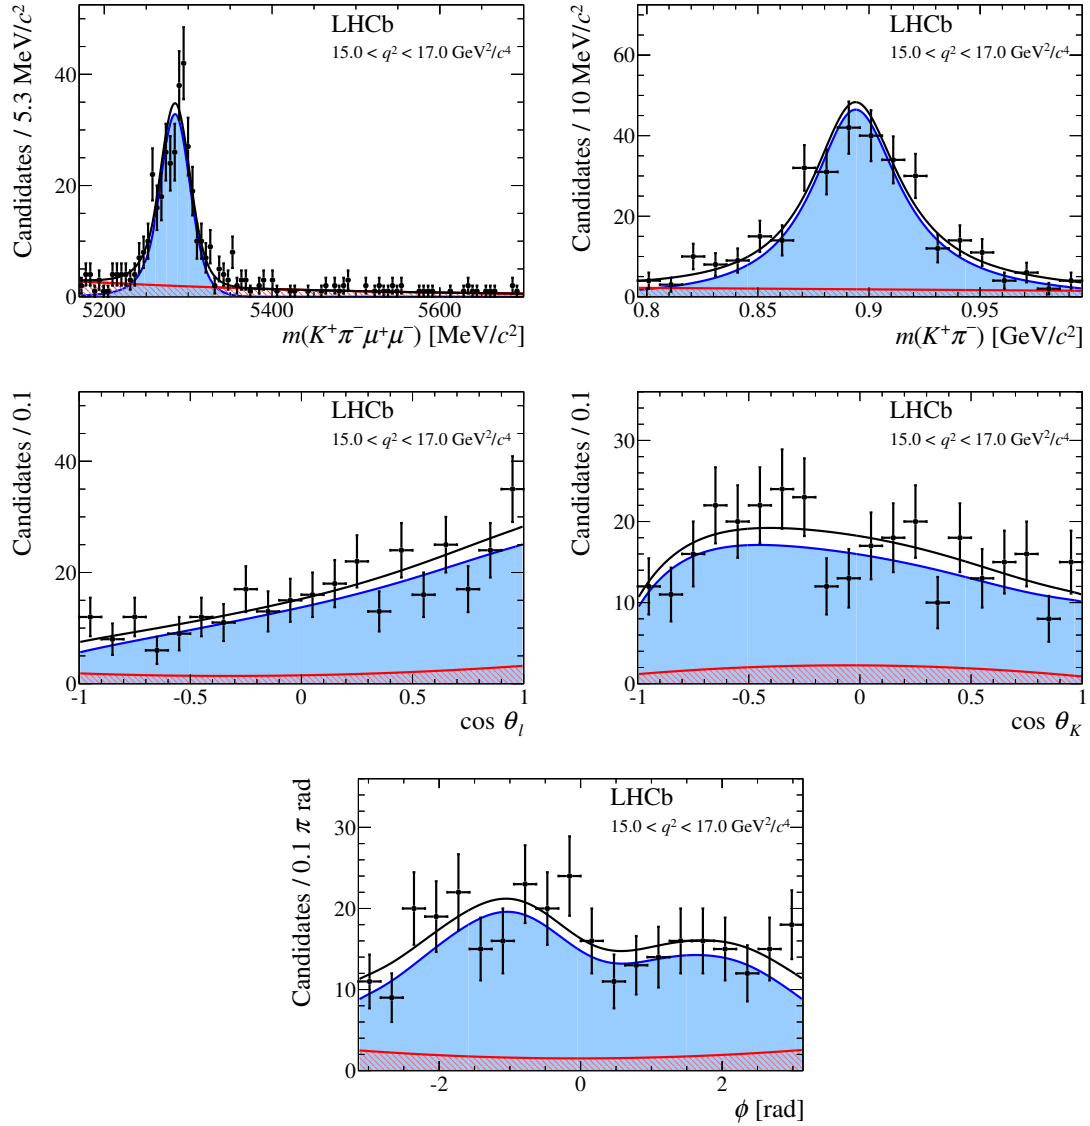 Candidates / 5.3 MeV/c²
LHCb
15.0 < q² < 17.0 GeV²/c⁴
40
20
0
5200 5400 5600
m(K⁺π⁻μ⁺μ⁻) [MeV/c²]
Candidates / 10 MeV/c²
LHCb
15.0 < q² < 17.0 GeV²/c⁴
60
40
20
0
0.8 0.85 0.9 0.95
m(K⁺π⁻) [GeV/c²]
Candidates / 0.1
LHCb
15.0 < q² < 17.0 GeV²/c⁴
40
20
0
-1 -0.5 0 0.5 1
cos θ_l
Candidates / 0.1
LHCb
15.0 < q² < 17.0 GeV²/c⁴
30
20
10
0
-1 -0.5 0 0.5 1
cos θ_K
Candidates / 0.1 π rad
LHCb
15.0 < q² < 17.0 GeV²/c⁴
30
20
10
0
-2 0 2
ϕ [rad]